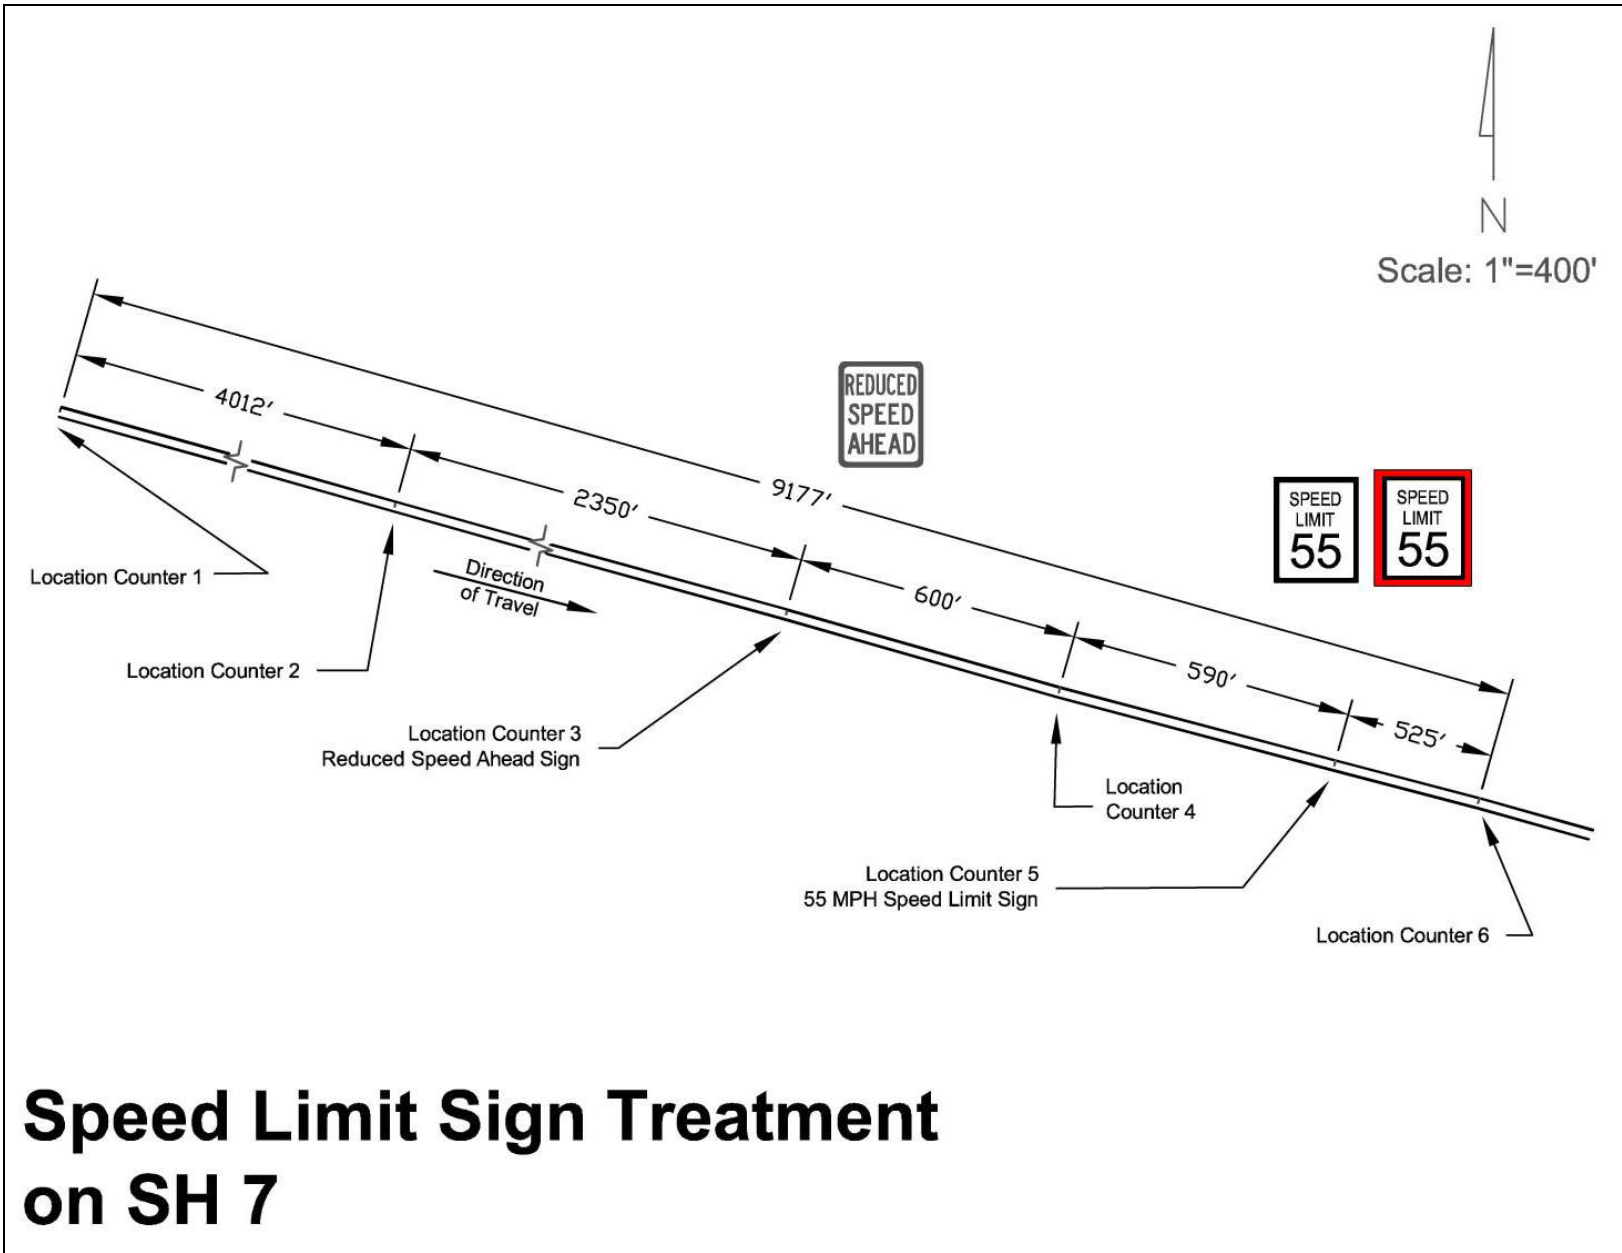 N
Scale: 1"=400'
4012'
REDUCED
SPEED
AHEAD
2350'
9177'
SPEED
LIMIT
55
SPEED
LIMIT
55
Direction
of Travel
600'
Location Counter 1
590'
Location Counter 2
525'
Location Counter 3
Reduced Speed Ahead Sign
Location
Counter 4
Location Counter 5
55 MPH Speed Limit Sign
Location Counter 6
Speed Limit Sign Treatment
on SH 7